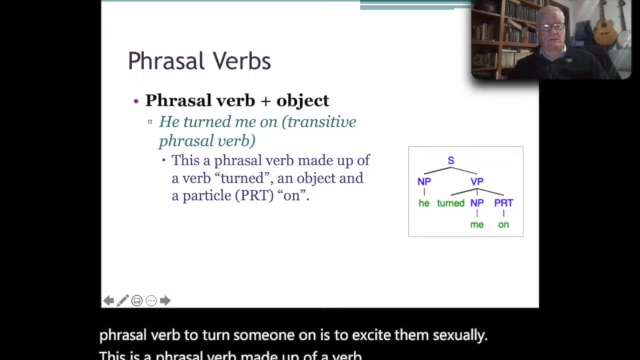 Phrasal Verbs
• Phrasal verb + object
▫ He turned me on (transitive
phrasal verb)
▪ This a phrasal verb made up of
a verb “turned”, an object and
a particle (PRT) “on”.
S
NP VP
he turned NP PRT
me on
phrasal verb to turn someone on is to excite them sexually.
This is a phrasal verb made up of a verb